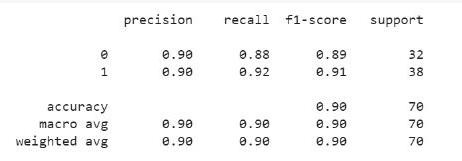 precision recall f1-score support
0 0.90 0.88 0.89 32
1 0.90 0.92 0.91 38
accuracy 0.90 70
macro avg 0.90 0.90 0.90 70
weighted avg 0.90 0.90 0.90 70